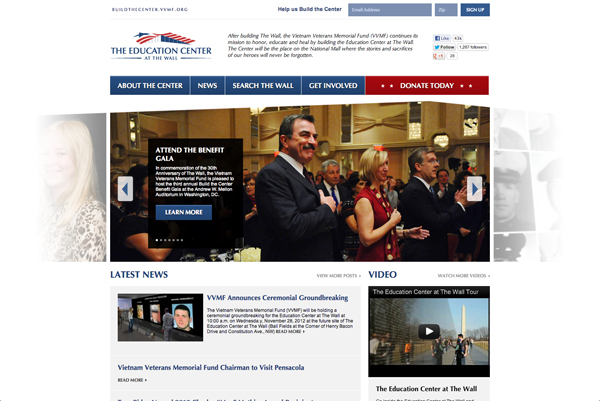 BUILDTHECENTER.VVMF.ORG
Help us Build the Center
Email Address
Zip
SIGN UP
THE EDUCATION CENTER
AT THE WALL
After building The Wall, the Vietnam Veterans Memorial Fund (VVMF) continues its
mission to honor, educate and heal by building the Education Center at The Wall.
The Center will be the place on the National Mall where the stories and sacrifices
of our heroes will never be forgotten.
Like 43k
Follow 1,287 followers
+1 28
ABOUT THE CENTER
NEWS
SEARCH THE WALL
GET INVOLVED
DONATE TODAY
ATTEND THE BENEFIT
GALA
In commemoration of the 30th
Anniversary of The Wall, the Vietnam
Veterans Memorial Fund is pleased to
host the third annual Build the Center
Benefit Gala at the Andrew W. Mellon
Auditorium in Washington, DC.
LEARN MORE
LATEST NEWS
VIEW MORE POSTS
VVMF Announces Ceremonial Groundbreaking
The Vietnam Veterans Memorial Fund (VVMF) will be holding a
ceremonial groundbreaking for the Education Center at The Wall at
10:00 a.m. on Wednesday, November 28, 2012 at the future site of The
Education Center at The Wall (Ball Fields at the Corner of Henry Bacon
Drive and Constitution Ave., NW) READ MORE
Vietnam Veterans Memorial Fund Chairman to Visit Pensacola
READ MORE
VIDEO
WATCH MORE VIDEOS
The Education Center at The Wall Tour
The Education Center at The Wall